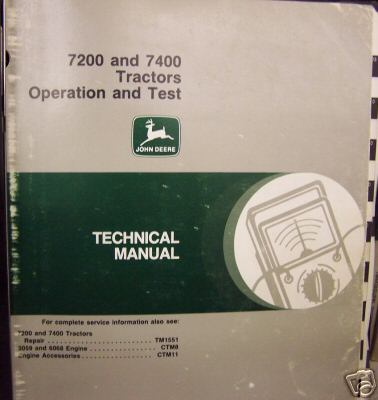 7200 and 7400
Tractors
Operation and Test
JOHN DEERE
TECHNICAL
MANUAL
For complete service information also see:
7200 and 7400 Tractors
Repair . . . . . . . . . . . . . . . . . . . . . . . . TM1551
3059 and 6068 Engine . . . . . . . . . . . . . CTM8
Engine Accessories . . . . . . . . . . . . . . CTM11